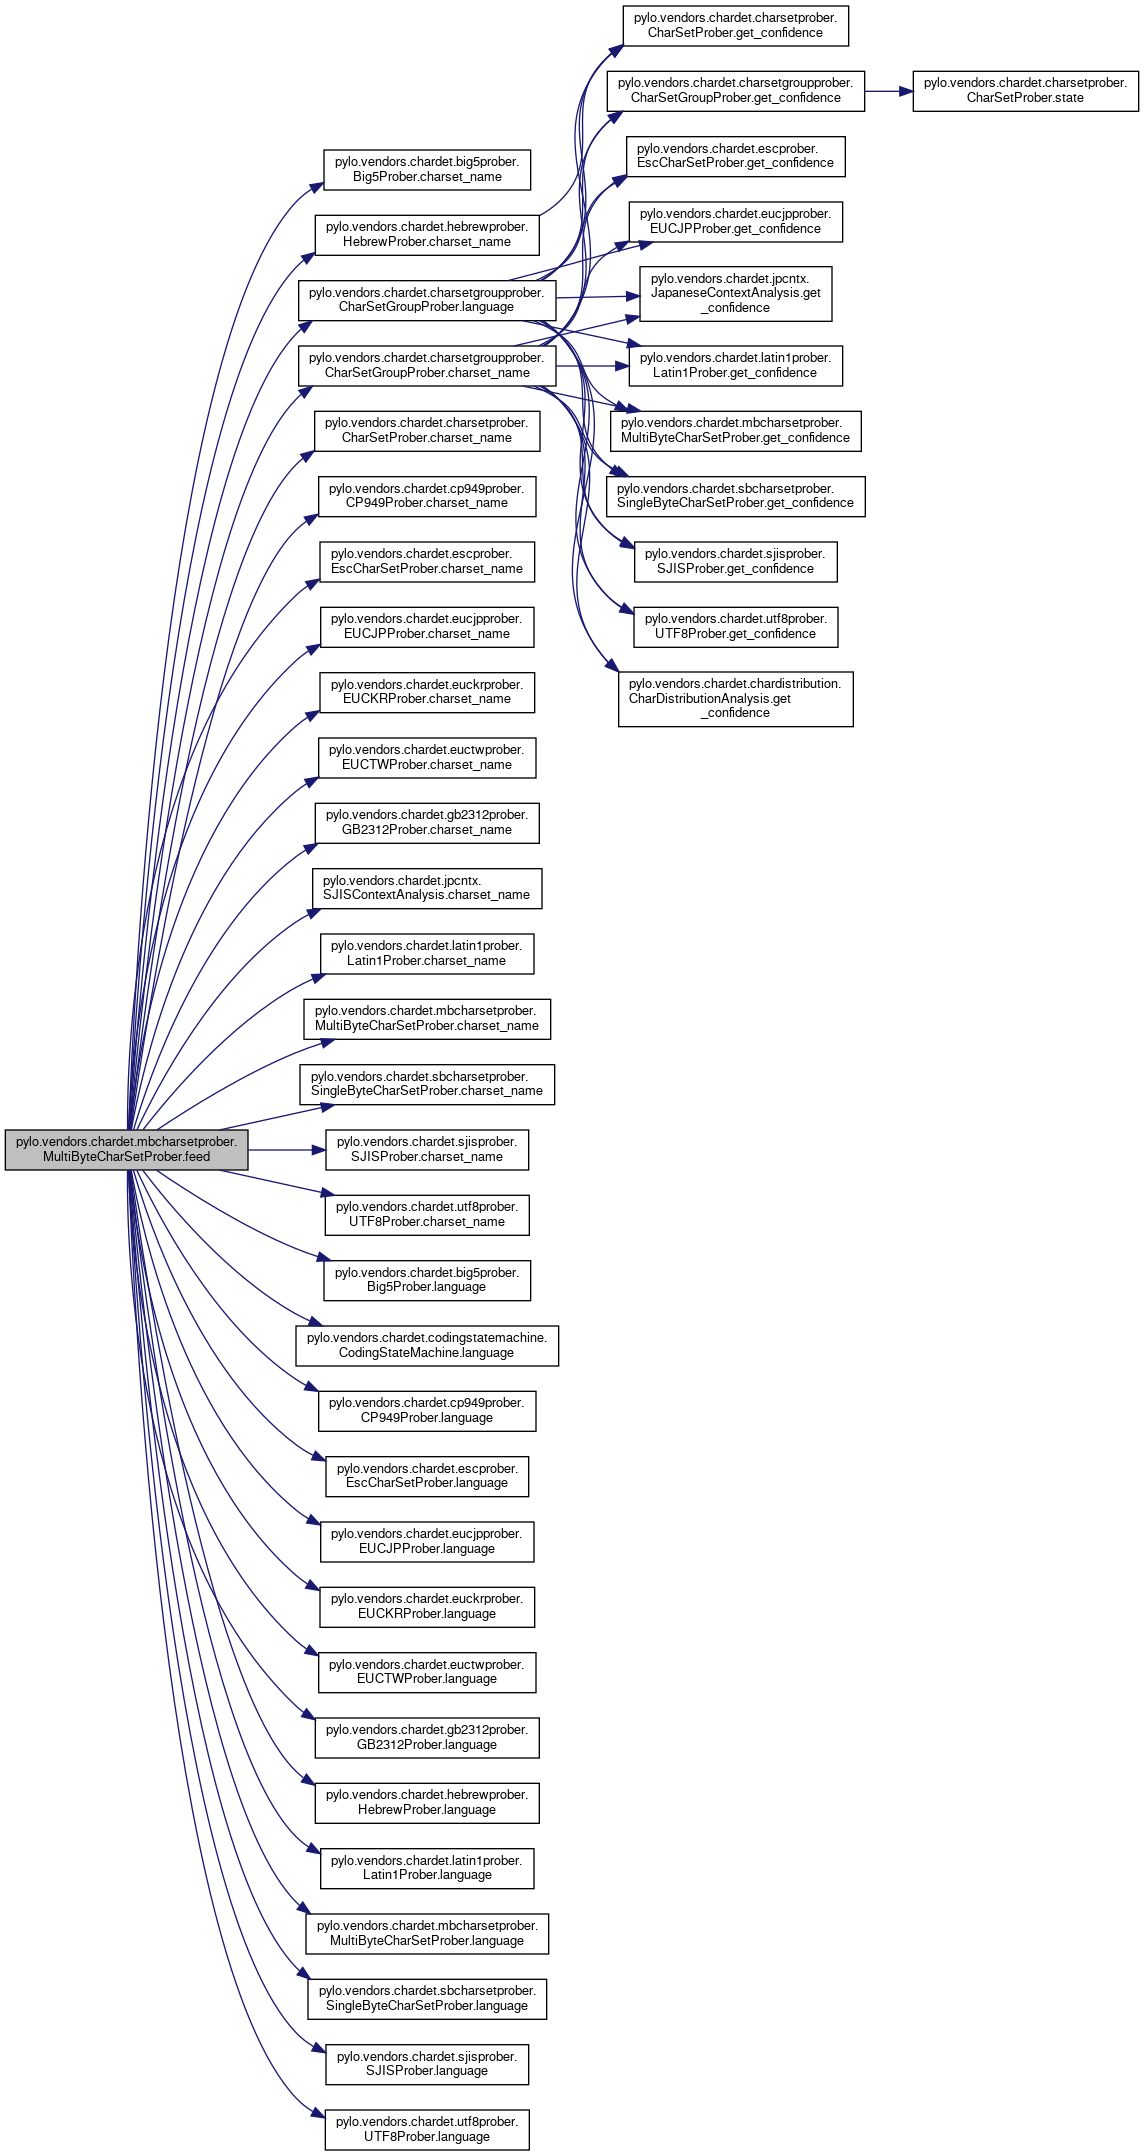 pylo.vendors.chardet.mbcharsetprober.
MultiByteCharSetProber.feed
pylo.vendors.chardet.big5prober.
Big5Prober.charset_name
pylo.vendors.chardet.hebrewprober.
HebrewProber.charset_name
pylo.vendors.chardet.charsetgroupprober.
CharSetGroupProber.language
pylo.vendors.chardet.charsetgroupprober.
CharSetGroupProber.charset_name
pylo.vendors.chardet.charsetprober.
CharSetProber.charset_name
pylo.vendors.chardet.cp949prober.
CP949Prober.charset_name
pylo.vendors.chardet.escprober.
EscCharSetProber.charset_name
pylo.vendors.chardet.eucjpprober.
EUCJPProber.charset_name
pylo.vendors.chardet.euckrprober.
EUCKRProber.charset_name
pylo.vendors.chardet.euctwprober.
EUCTWProber.charset_name
pylo.vendors.chardet.gb2312prober.
GB2312Prober.charset_name
pylo.vendors.chardet.jpcntx.
SJISContextAnalysis.charset_name
pylo.vendors.chardet.latin1prober.
Latin1Prober.charset_name
pylo.vendors.chardet.mbcharsetprober.
MultiByteCharSetProber.charset_name
pylo.vendors.chardet.sbcharsetprober.
SingleByteCharSetProber.charset_name
pylo.vendors.chardet.sjisprober.
SJISProber.charset_name
pylo.vendors.chardet.utf8prober.
UTF8Prober.charset_name
pylo.vendors.chardet.big5prober.
Big5Prober.language
pylo.vendors.chardet.codingstatemachine.
CodingStateMachine.language
pylo.vendors.chardet.cp949prober.
CP949Prober.language
pylo.vendors.chardet.escprober.
EscCharSetProber.language
pylo.vendors.chardet.eucjpprober.
EUCJPProber.language
pylo.vendors.chardet.euckrprober.
EUCKRProber.language
pylo.vendors.chardet.euctwprober.
EUCTWProber.language
pylo.vendors.chardet.gb2312prober.
GB2312Prober.language
pylo.vendors.chardet.hebrewprober.
HebrewProber.language
pylo.vendors.chardet.latin1prober.
Latin1Prober.language
pylo.vendors.chardet.mbcharsetprober.
MultiByteCharSetProber.language
pylo.vendors.chardet.sbcharsetprober.
SingleByteCharSetProber.language
pylo.vendors.chardet.sjisprober.
SJISProber.language
pylo.vendors.chardet.utf8prober.
UTF8Prober.language
pylo.vendors.chardet.charsetprober.
CharSetProber.get_confidence
pylo.vendors.chardet.charsetgroupprober.
CharSetGroupProber.get_confidence
pylo.vendors.chardet.escprober.
EscCharSetProber.get_confidence
pylo.vendors.chardet.eucjpprober.
EUCJPProber.get_confidence
pylo.vendors.chardet.jpcntx.
JapaneseContextAnalysis.get
_confidence
pylo.vendors.chardet.latin1prober.
Latin1Prober.get_confidence
pylo.vendors.chardet.mbcharsetprober.
MultiByteCharSetProber.get_confidence
pylo.vendors.chardet.sbcharsetprober.
SingleByteCharSetProber.get_confidence
pylo.vendors.chardet.sjisprober.
SJISProber.get_confidence
pylo.vendors.chardet.utf8prober.
UTF8Prober.get_confidence
pylo.vendors.chardet.chardistribution.
CharDistributionAnalysis.get
_confidence
pylo.vendors.chardet.charsetprober.
CharSetProber.state